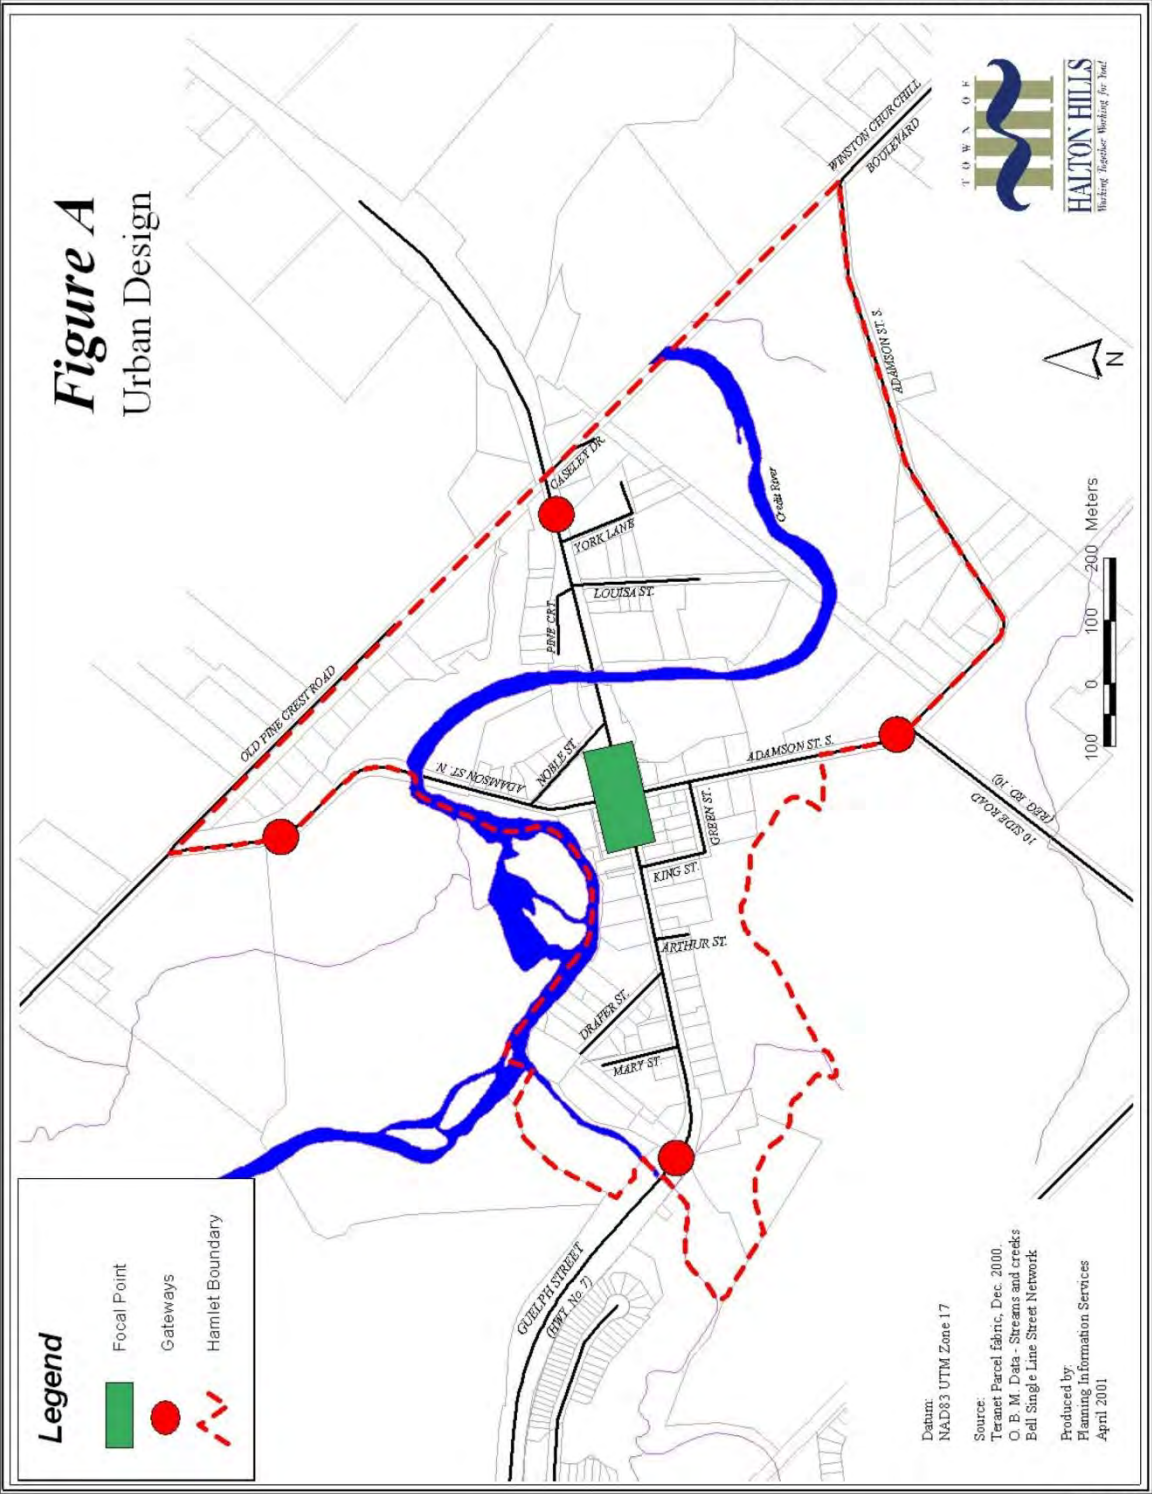 Figure A
Urban Design
TOWN OF
HALTON HILLS
Working Together Working for You!
WINSTON CHURCHILL
BOULEVARD
OLD PINE CREST ROAD
CASELEY DR.
YORK LANE
LOUISA ST.
PINE CRT.
Credit River
ADAMSON ST. S.
ADAMSON ST. N.
NOBLE ST.
ADAMSON ST. S.
GREEN ST.
KING ST.
ARTHUR ST.
DRAPER ST.
MARY ST.
10 SIDE ROAD
(REG. RD. 10)
GUELPH STREET
(HWY. No. 7)
N
100 0 100 200 Meters
Legend
Focal Point
Gateways
Hamlet Boundary
Datum:
NAD83 UTM Zone 17
Source:
Teranet Parcel fabric, Dec. 2000.
O. B. M. Data - Streams and creeks
Bell Single Line Street Network
Produced by:
Planning Information Services
April 2001